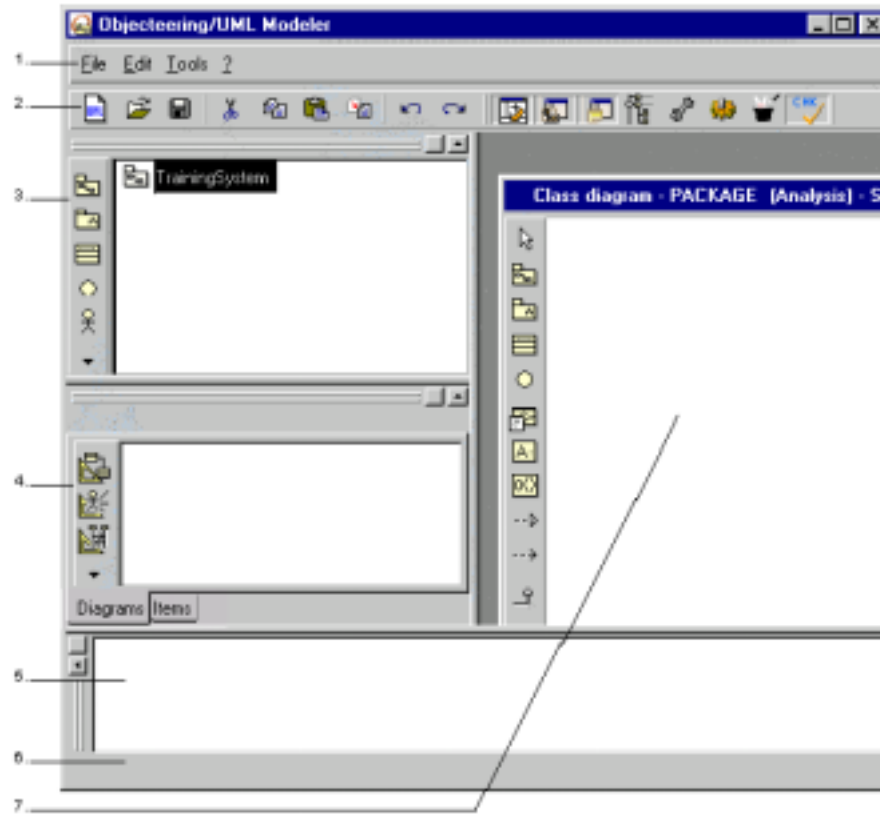 Objecteering/UML Modeler
1. File Edit Tools ?
2. CHK
3. TrainingSystem
Class diagram - PACKAGE (Analysis) - S
4.
Diagrams Items
5.
6.
7.